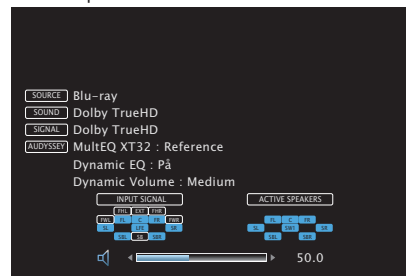 SOURCE Blu-ray
SOUND Dolby TrueHD
SIGNAL Dolby TrueHD
AUDYSSEY MultEQ XT32 : Reference
Dynamic EQ : På
Dynamic Volume : Medium
INPUT SIGNAL ACTIVE SPEAKERS
FHL EXT FHR
FWL FL C FR FWR FL C FR
SL LFE SR SL SW1 SR
SBL SB SBR SBL SBR
50.0